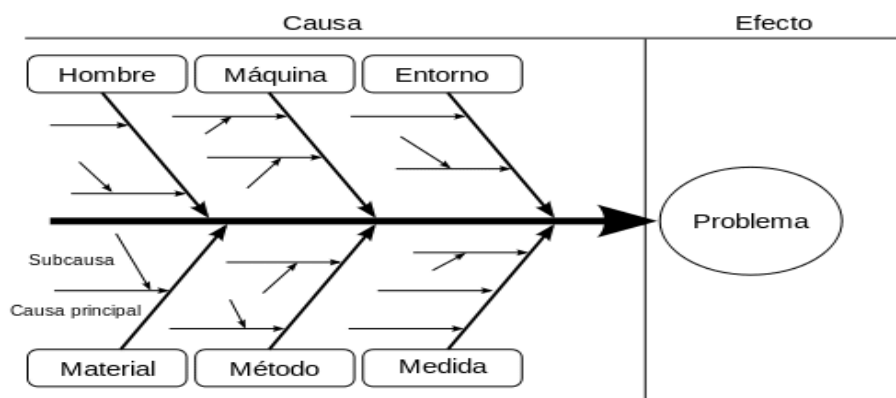 Causa
Efecto
Hombre
Máquina
Entorno
Problema
Subcausa
Causa principal
Material
Método
Medida